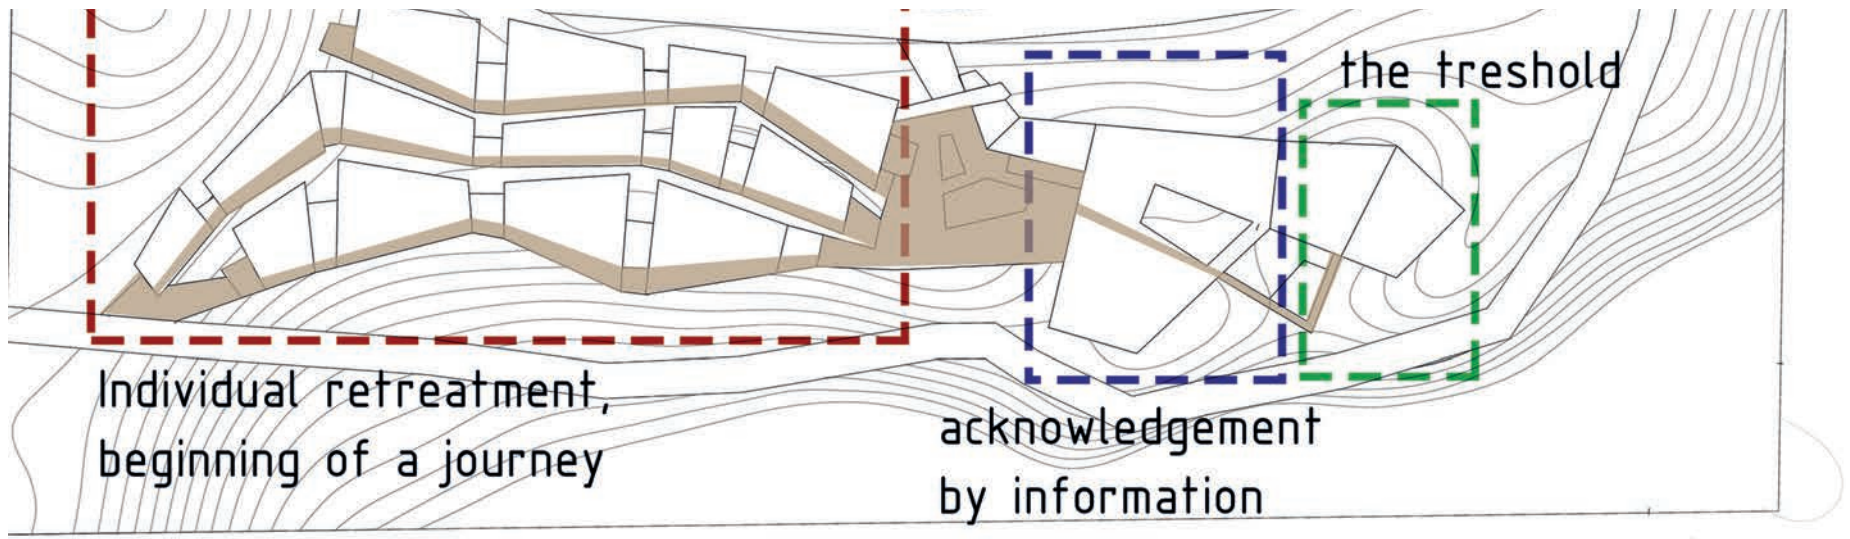 the treshold
Individual retreatment,
beginning of a journey
acknowledgement
by information